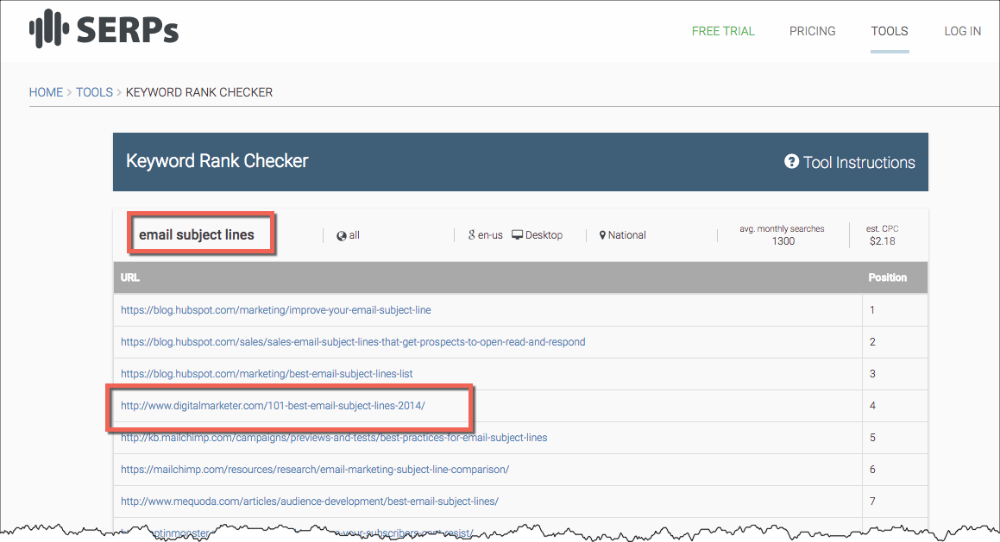 SERPs
FREE TRIAL PRICING TOOLS LOG IN
HOME > TOOLS > KEYWORD RANK CHECKER
Keyword Rank Checker
? Tool Instructions
email subject lines
all
en-us Desktop
National
avg. monthly searches
1300
est. CPC
$2.18
URL Position
https://blog.hubspot.com/marketing/improve-your-email-subject-line 1
https://blog.hubspot.com/sales/sales-email-subject-lines-that-get-prospects-to-open-read-and-respond 2
https://blog.hubspot.com/marketing/best-email-subject-lines-list 3
http://www.digitalmarketer.com/101-best-email-subject-lines-2014/ 4
http://kb.mailchimp.com/campaigns/previews-and-tests/best-practices-for-email-subject-lines 5
https://mailchimp.com/resources/research/email-marketing-subject-line-comparison/ 6
http://www.mequoda.com/articles/audience-development/best-email-subject-lines/ 7